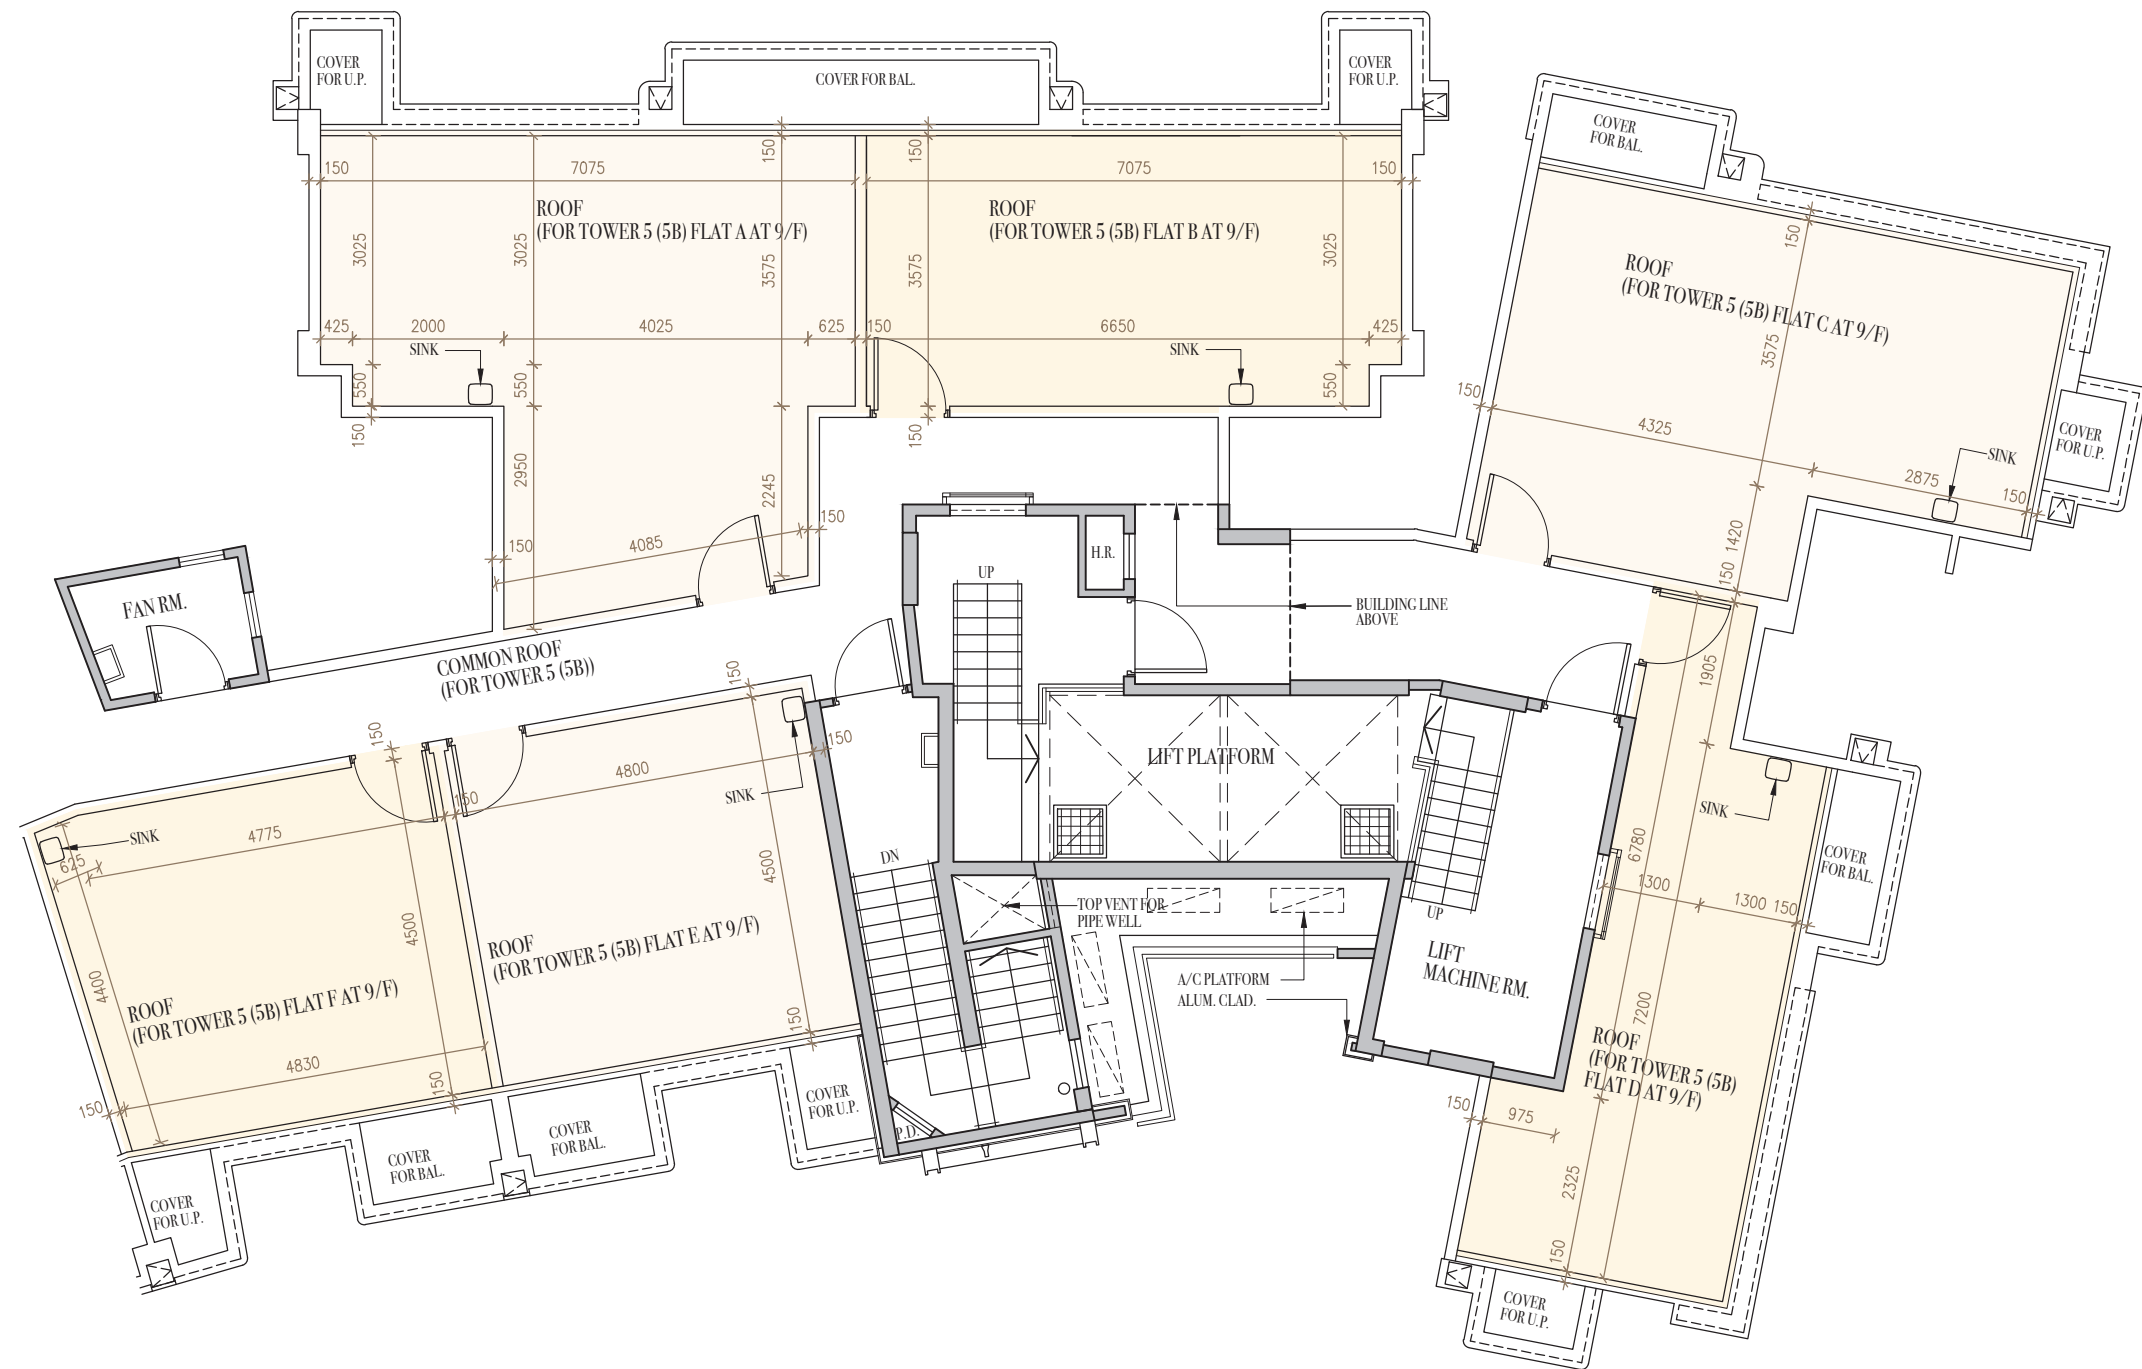 COVER
FOR U.P.
COVER FOR BAL.
COVER
FOR U.P.
COVER
FOR BAL.
150
7075
150
150
7075
150
ROOF
(FOR TOWER 5 (5B) FLAT A AT 9/F)
ROOF
(FOR TOWER 5 (5B) FLAT B AT 9/F)
150
ROOF
(FOR TOWER 5 (5B) FLAT C AT 9/F)
3025
3025
3575
3575
3025
3575
425
2000
4025
625
150
6650
425
SINK
SINK
550
550
550
150
150
150
4325
2875
150
SINK
COVER
FOR U.P.
2950
2245
150
4085
150
1420
150
H.R.
UP
FAN RM.
BUILDING LINE
ABOVE
COMMON ROOF
(FOR TOWER 5 (5B))
150
1905
150
150
4800
150
LIFT PLATFORM
SINK
SINK
4775
SINK
625
DN
4500
4500
6780
COVER
FOR BAL.
1300
1300
150
TOP VENT FOR
PIPE WELL
UP
ROOF
(FOR TOWER 5 (5B) FLAT E AT 9/F)
LIFT
MACHINE RM.
4400
ROOF
(FOR TOWER 5 (5B) FLAT F AT 9/F)
A/C PLATFORM
ALUM. CLAD.
150
7200
ROOF
(FOR TOWER 5 (5B)
FLAT D AT 9/F)
4830
150
150
COVER
FOR U.P.
P.D.
150
975
COVER
FOR BAL.
COVER
FOR BAL.
2325
COVER
FOR U.P.
150
COVER
FOR U.P.